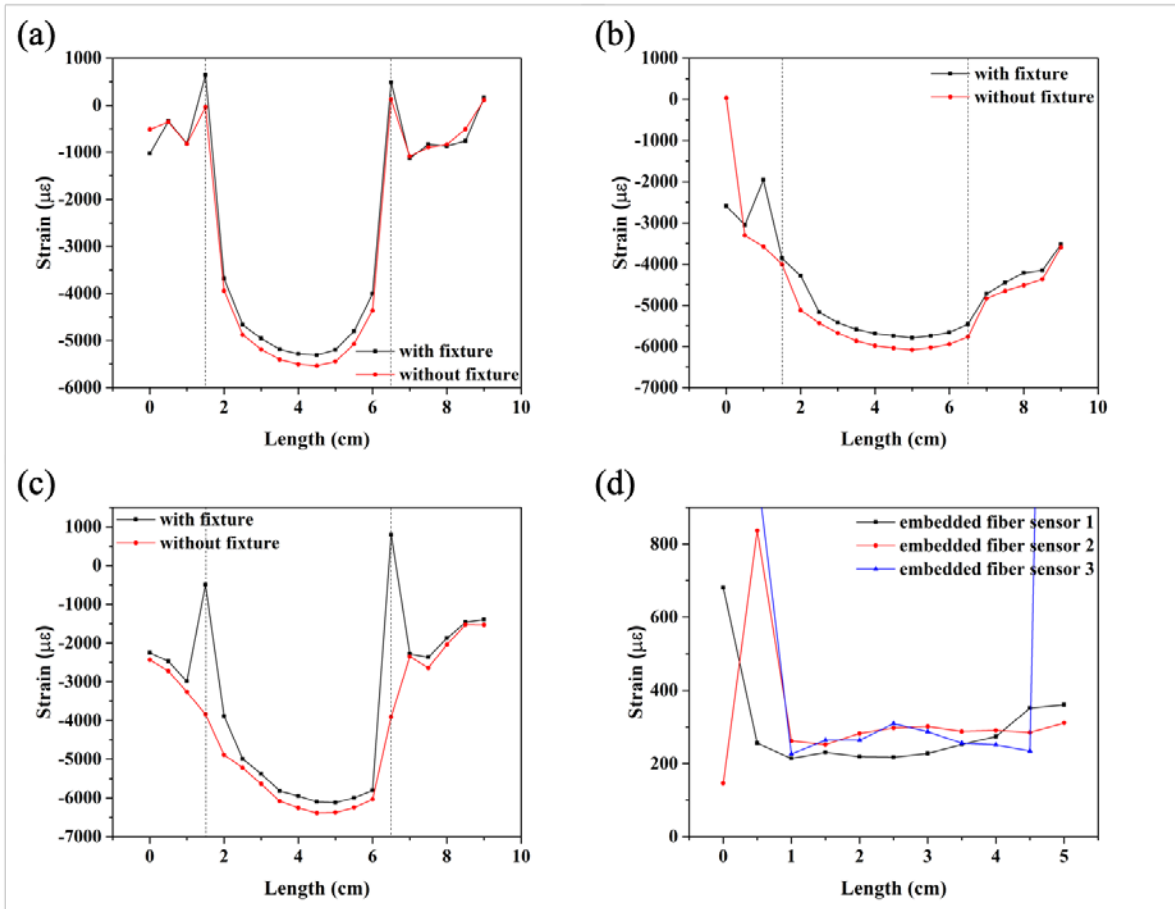 (a)
1000
0
-1000
-2000
-3000
-4000
-5000
-6000
Strain (με)
with fixture
without fixture
0 2 4 6 8 10
Length (cm)
(b)
1000
0
-1000
-2000
-3000
-4000
-5000
-6000
-7000
Strain (με)
with fixture
without fixture
0 2 4 6 8 10
Length (cm)
(c)
1000
0
-1000
-2000
-3000
-4000
-5000
-6000
-7000
Strain (με)
with fixture
without fixture
0 2 4 6 8 10
Length (cm)
(d)
800
600
400
200
0
Strain (με)
embedded fiber sensor 1
embedded fiber sensor 2
embedded fiber sensor 3
0 1 2 3 4 5
Length (cm)